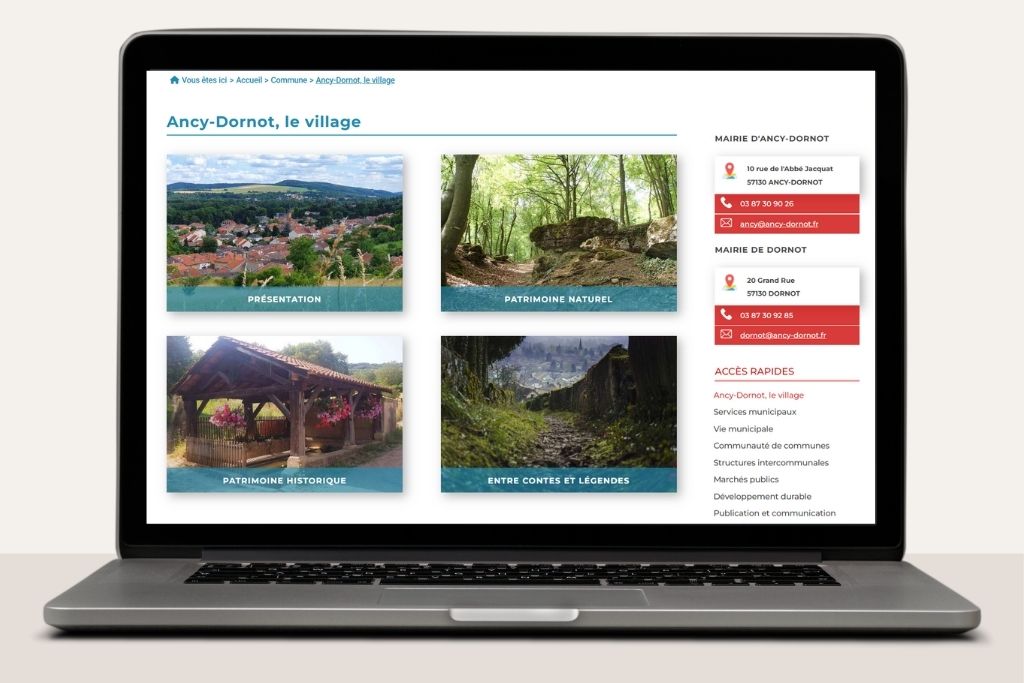 Vous êtes ici > Accueil > Commune > Ancy-Dornot, le village
Ancy-Dornot, le village
PRÉSENTATION
PATRIMOINE NATUREL
PATRIMOINE HISTORIQUE
ENTRE CONTES ET LÉGENDES
MAIRIE D'ANCY-DORNOT
10 rue de l'Abbé Jacquat
57130 ANCY-DORNOT
03 87 30 90 26
ancy@ancy-dornot.fr
MAIRIE DE DORNOT
20 Grand Rue
57130 DORNOT
03 87 30 92 85
dornot@ancy-dornot.fr
ACCÈS RAPIDES
Ancy-Dornot, le village
Services municipaux
Vie municipale
Communauté de communes
Structures intercommunales
Marchés publics
Développement durable
Publication et communication